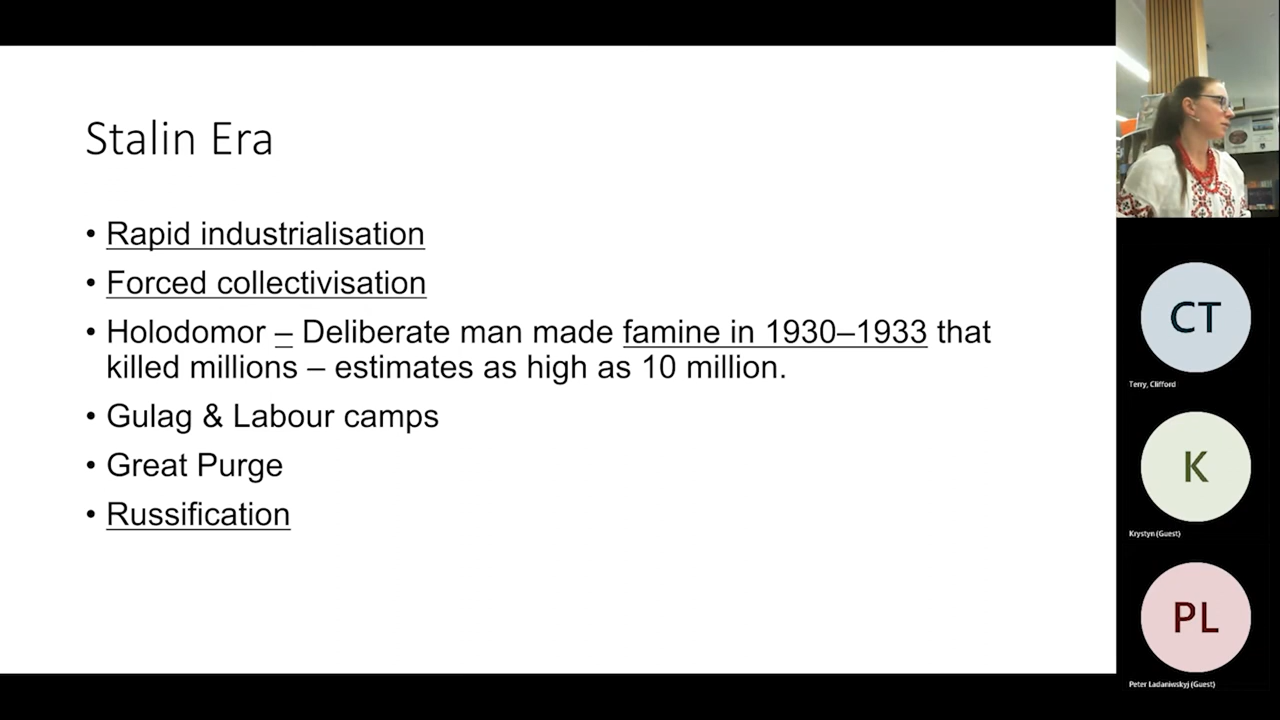 Stalin Era
• Rapid industrialisation
• Forced collectivisation
• Holodomor – Deliberate man made famine in 1930–1933 that
killed millions – estimates as high as 10 million.
• Gulag & Labour camps
• Great Purge
• Russification
CT
Terry, Clifford
K
Krystyn (Guest)
PL
Peter Ladaniwskyj (Guest)